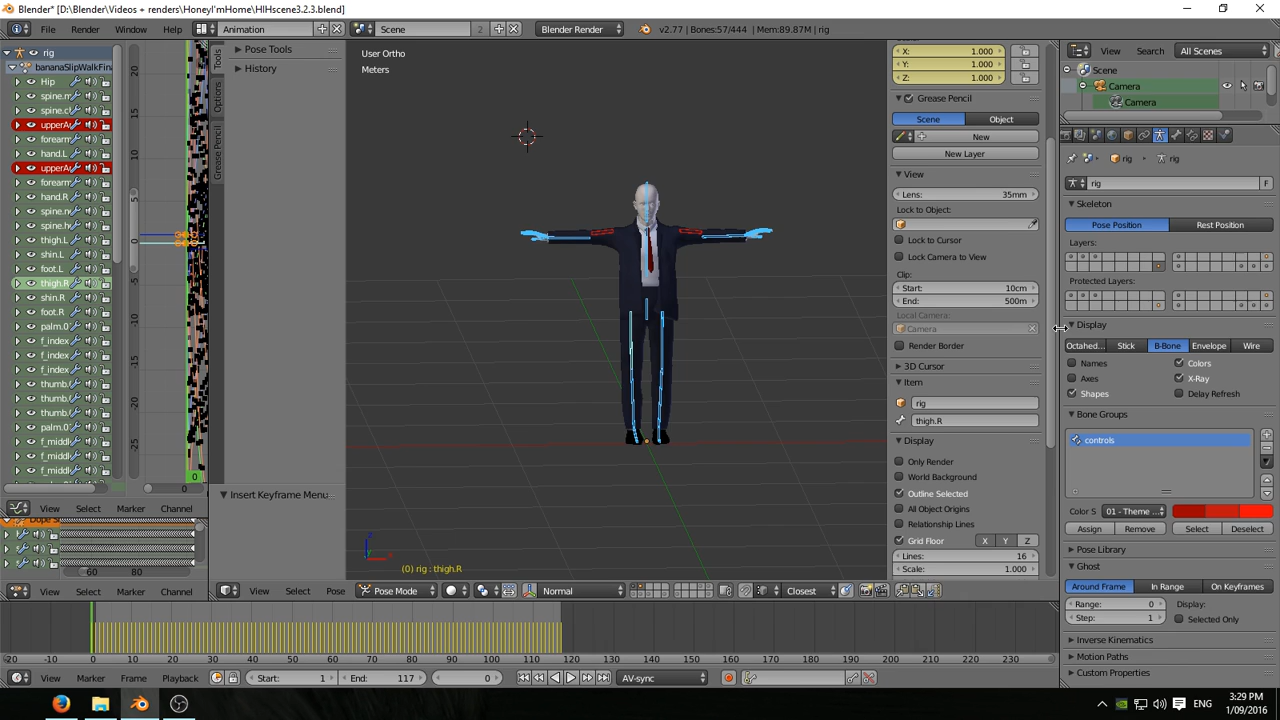 Blender* [D:\Blender\Videos + renders\HoneyI'mHome\HIHscene3.2.3.blend]
File Render Window Help Animation Scene 2 Blender Render v2.77 | Bones:57/444 | Mem:89.87M | rig
rig
bananaSlipWalkFin
Hip
spine.
spine.c
upperA
forearm
hand.L
upperA
forearm
hand.R
spine.n
spine.h
thigh.L
shin.L
foot.L
thigh.R
shin.R
foot.R
palm.0
f_index
f_index
f_index
thumb.
thumb.
thumb.
palm.0
f_middl
f_middl
f_middl
20
15
10
5
0
-5
-10
-15
-20
-25
0
0
View Select Marker Channel
Dope S
60 80
View Select Marker Channel
Tools
Options
Grease Pencil
Pose Tools
History
Insert Keyframe Menu
User Ortho
Meters
(0) rig : thigh.R
View Select Pose Pose Mode Normal Closest
X: 1.000
Y: 1.000
Z: 1.000
Grease Pencil
Scene Object
New
New Layer
View
Lens: 35mm
Lock to Object:
Lock to Cursor
Lock Camera to View
Clip:
Start: 10cm
End: 500m
Local Camera:
Camera
Render Border
3D Cursor
Item
rig
thigh.R
Display
Only Render
World Background
Outline Selected
All Object Origins
Relationship Lines
Grid Floor X Y Z
Lines: 16
Scale: 1.000
View Search All Scenes
Scene
Camera
Camera
rig rig
rig F
Skeleton
Pose Position Rest Position
Layers:
Protected Layers:
Display
Octahed... Stick B-Bone Envelope Wire
Names Colors
Axes X-Ray
Shapes Delay Refresh
Bone Groups
controls
Color S 01 - Theme ...
Assign Remove Select Deselect
Pose Library
Ghost
Around Frame In Range On Keyframes
Range: 0 Display:
Step: 1 Selected Only
Inverse Kinematics
Motion Paths
Custom Properties
-20 -10 0 10 20 30 40 50 60 70 80 90 100 110 120 130 140 150 160 170 180 190 200 210 220 230
View Marker Frame Playback Start: 1 End: 117 0 AV-sync
ENG
3:29 PM
1/09/2016